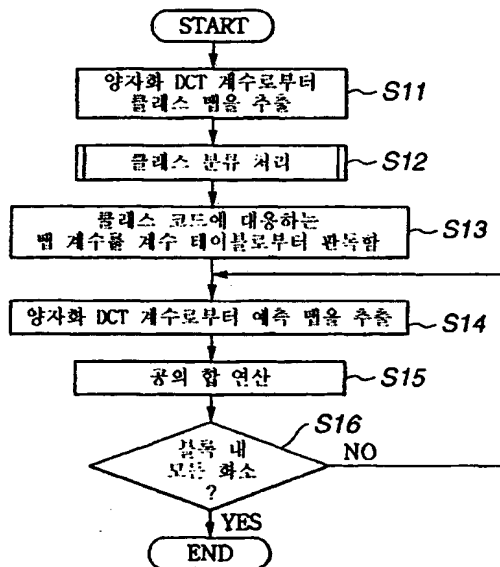 START
양자화 DCT 계수로부터
클래스 맵을 추출
S11
클래스 분류 처리
S12
클래스 코드에 대응하는
맵 계수를 계수 테이블로부터 판독함
S13
양자화 DCT 계수로부터 예측 맵을 추출
S14
공의 합 연산
S15
S16
블록 내
모든 화소
?
NO
YES
END